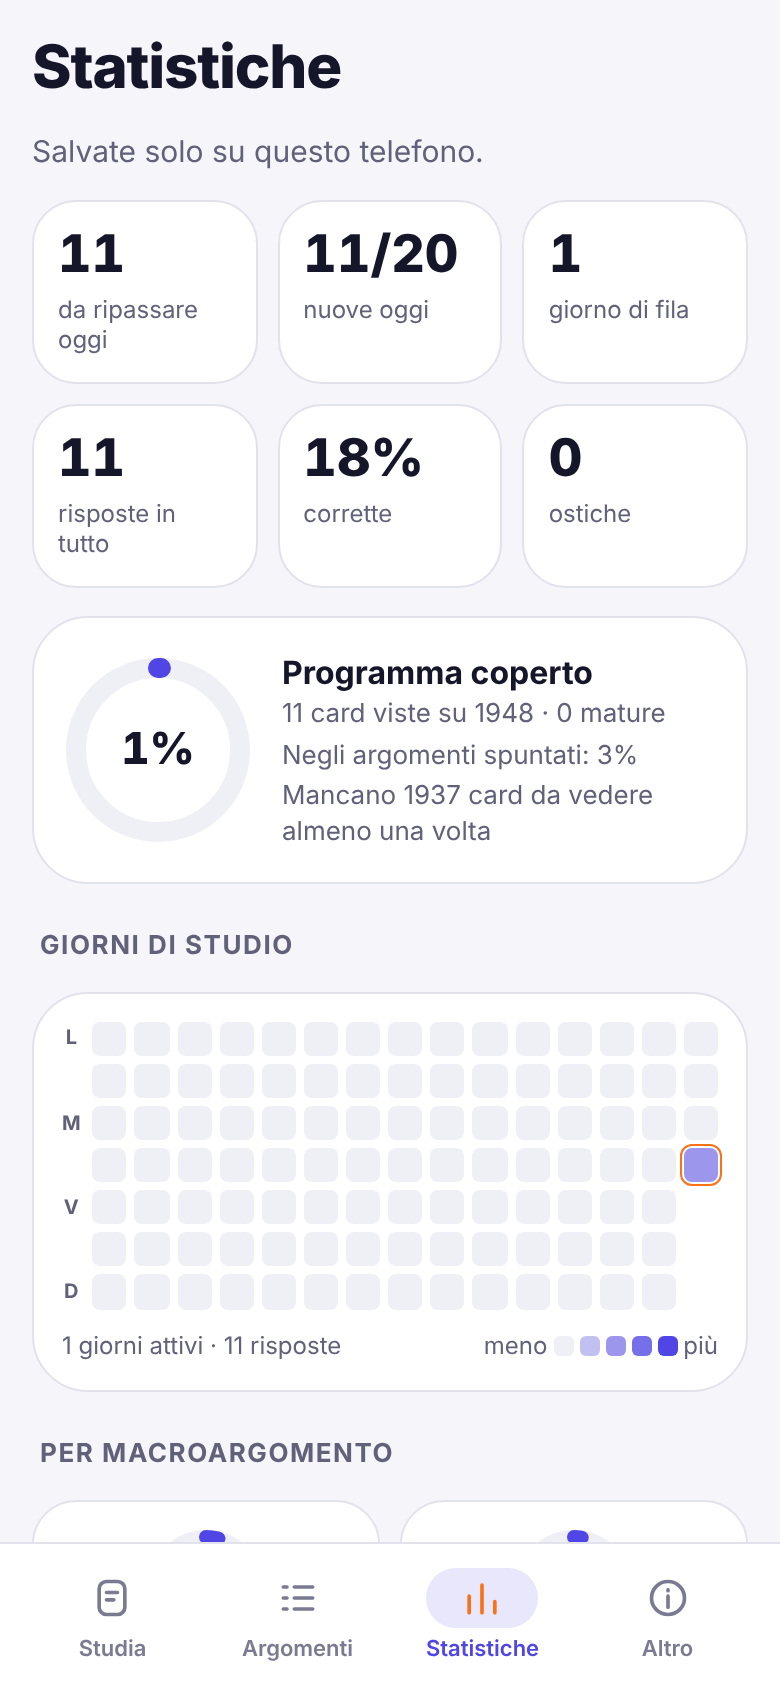 Statistiche
Salvate solo su questo telefono.
11
da ripassare
oggi
11/20
nuove oggi
1
giorno di fila
11
risposte in
tutto
18%
corrette
0
ostiche
1%
Programma coperto
11 card viste su 1948 · 0 mature
Negli argomenti spuntati: 3%
Mancano 1937 card da vedere
almeno una volta
GIORNI DI STUDIO
L
M
V
D
1 giorni attivi · 11 risposte
meno
più
PER MACROARGOMENTO
Studia
Argomenti
Statistiche
Altro